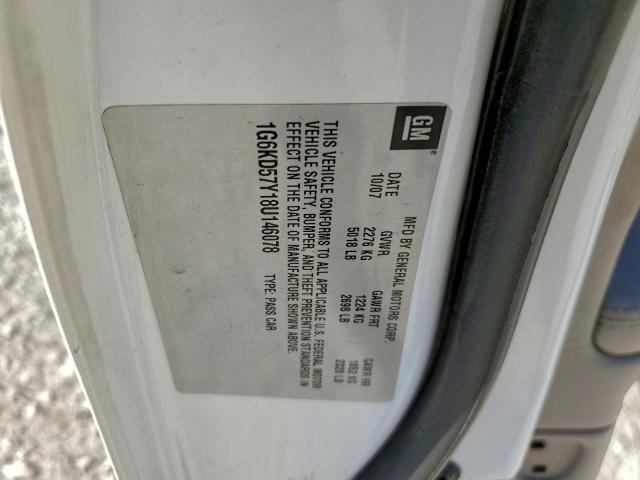 GM
MFD BY GENERAL MOTORS CORP.
DATE GVWR GAWR FRT GAWR RR
10/07 2276 KG 1224 KG 1052 KG
5018 LB 2698 LB 2320 LB
THIS VEHICLE CONFORMS TO ALL APPLICABLE U.S. FEDERAL MOTOR
VEHICLE SAFETY, BUMPER, AND THEFT PREVENTION STANDARDS IN
EFFECT ON THE DATE OF MANUFACTURE SHOWN ABOVE.
1G6KD57Y18U146078 TYPE: PASS CAR